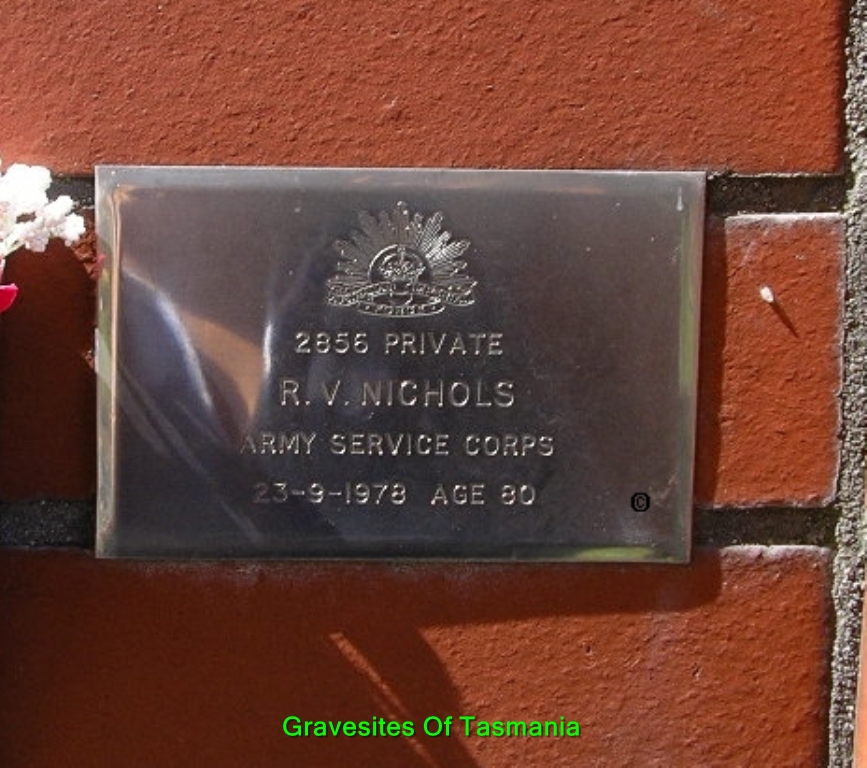 2856 PRIVATE
R. V. NICHOLS
ARMY SERVICE CORPS
23-9-1978 AGE 80
©
Gravesites Of Tasmania